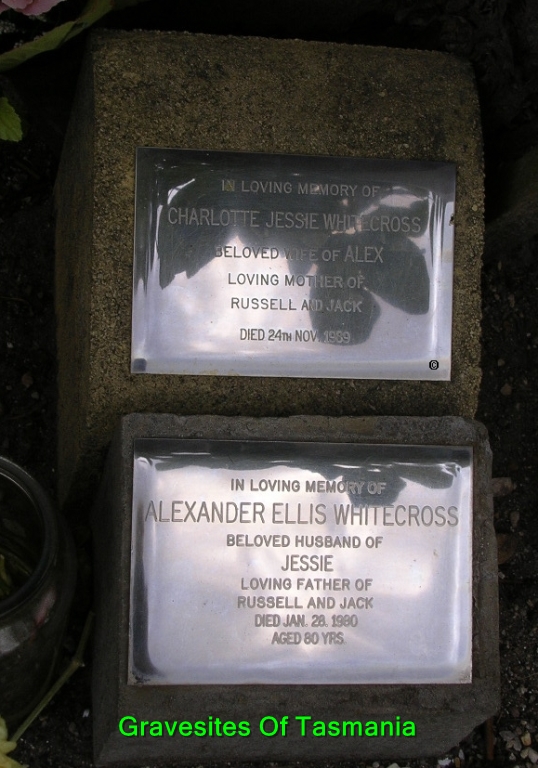 IN LOVING MEMORY OF
CHARLOTTE JESSIE WHITECROSS
BELOVED WIFE OF ALEX
LOVING MOTHER OF
RUSSELL AND JACK
DIED 24TH NOV.
IN LOVING MEMORY OF
ALEXANDER ELLIS WHITECROSS
BELOVED HUSBAND OF
JESSIE
LOVING FATHER OF
RUSSELL AND JACK
DIED JAN. 28. 1980
AGED 80 YRS.
Gravesites Of Tasmania